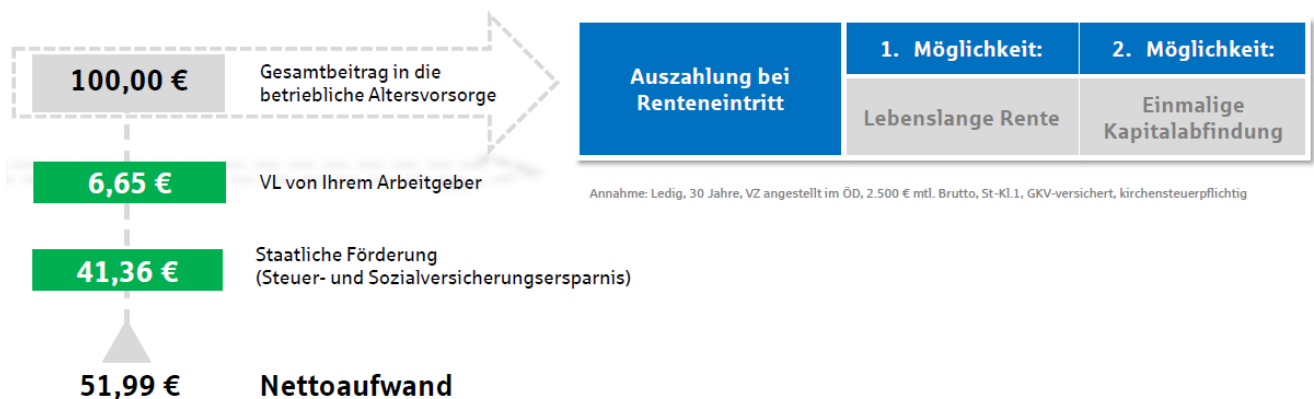 100,00 €
Gesamtbeitrag in die
betriebliche Altersvorsorge
6,65 €
VL von Ihrem Arbeitgeber
41,36 €
Staatliche Förderung
(Steuer- und Sozialversicherungsersparnis)
51,99 €
Nettoaufwand
Auszahlung bei
Renteneintritt
1. Möglichkeit:
2. Möglichkeit:
Lebenslange Rente
Einmalige
Kapitalabfindung
Annahme: Ledig, 30 Jahre, VZ angestellt im ÖD, 2.500 € mtl. Brutto, St-Kl.1, GKV-versichert, kirchensteuerpflichtig